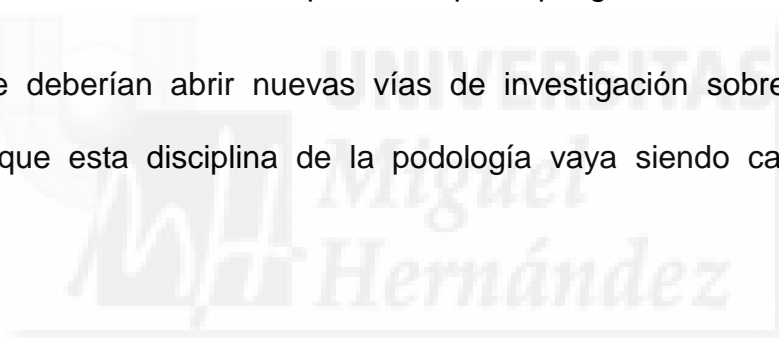 e deberían abrir nuevas vías de investigación sobre
que esta disciplina de la podología vaya siendo ca
UNIVERSITAS
Miguel
Hernández